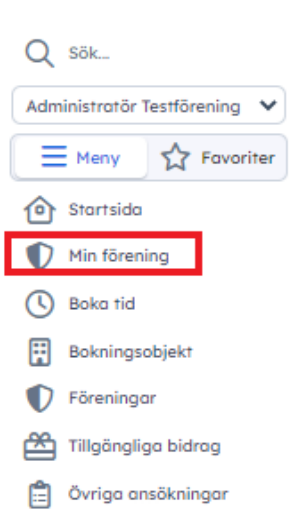 Sök...
Administratör Testförening
Meny Favoriter
Startsida
Min förening
Boka tid
Bokningsobjekt
Föreningar
Tillgängliga bidrag
Övriga ansökningar